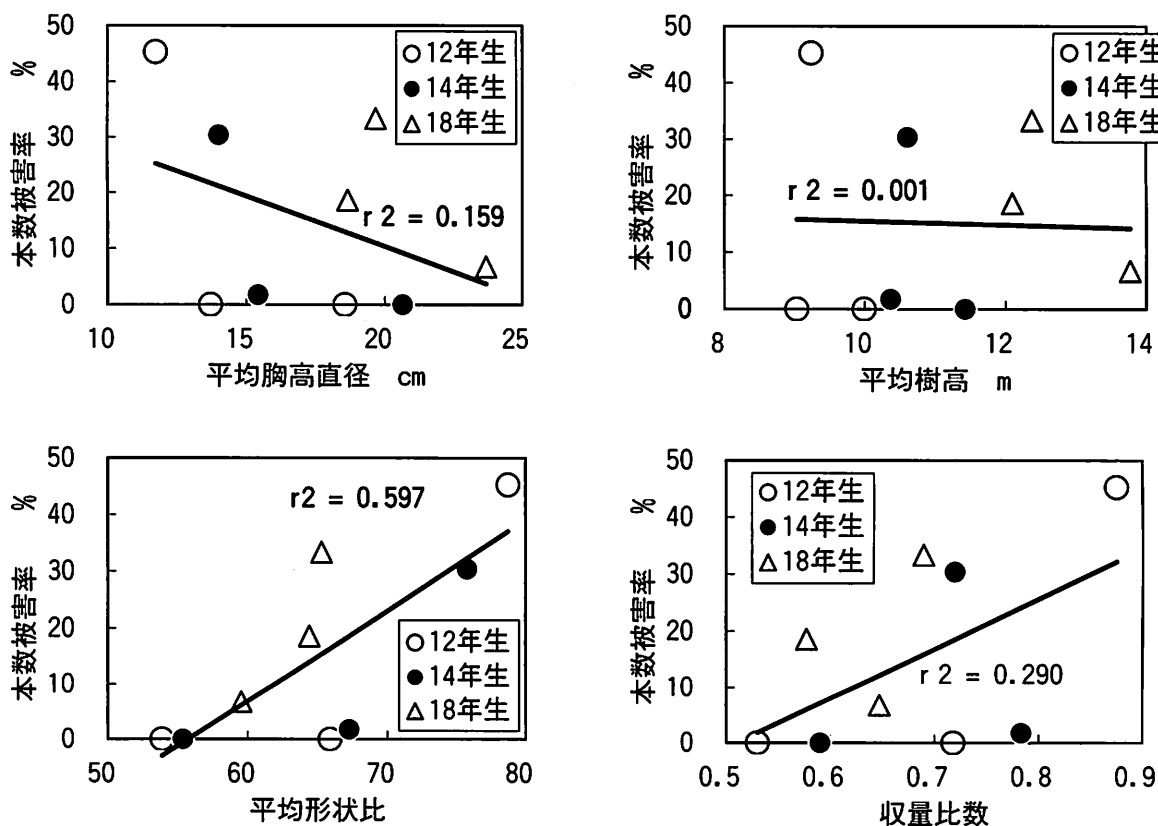 50
40
30
20
10
0
本数被害率 %
○12年生
●14年生
△18年生
r2 = 0.159
10 15 20 25
平均胸高直径 cm
50
40
30
20
10
0
本数被害率 %
○12年生
●14年生
△18年生
r2 = 0.001
8 10 12 14
平均樹高 m
50
40
30
20
10
0
本数被害率 %
r2 = 0.597
○12年生
●14年生
△18年生
50 60 70 80
平均形状比
50
40
30
20
10
0
本数被害率 %
○12年生
●14年生
△18年生
r2 = 0.290
0.5 0.6 0.7 0.8 0.9
収量比数